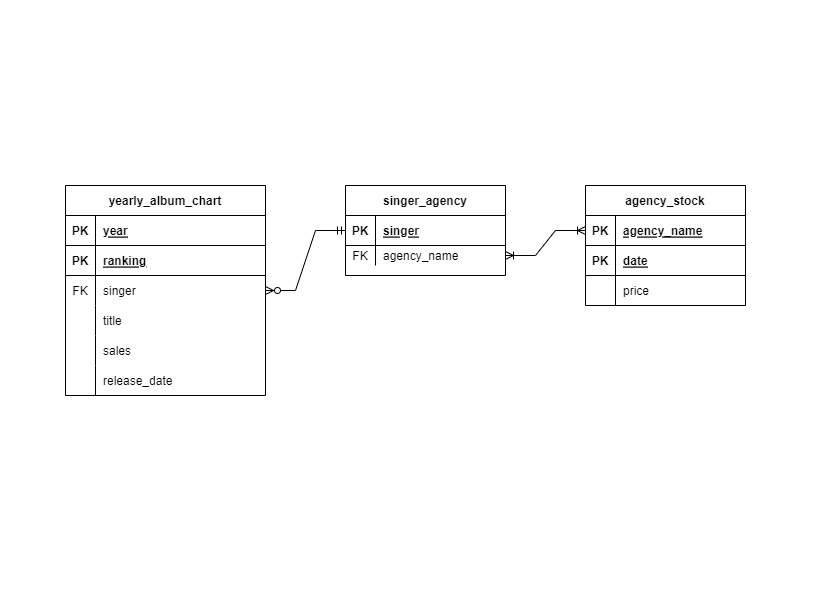 yearly_album_chart
PK year
PK ranking
FK singer
title
sales
release_date
singer_agency
PK singer
FK agency_name
agency_stock
PK agency_name
PK date
price